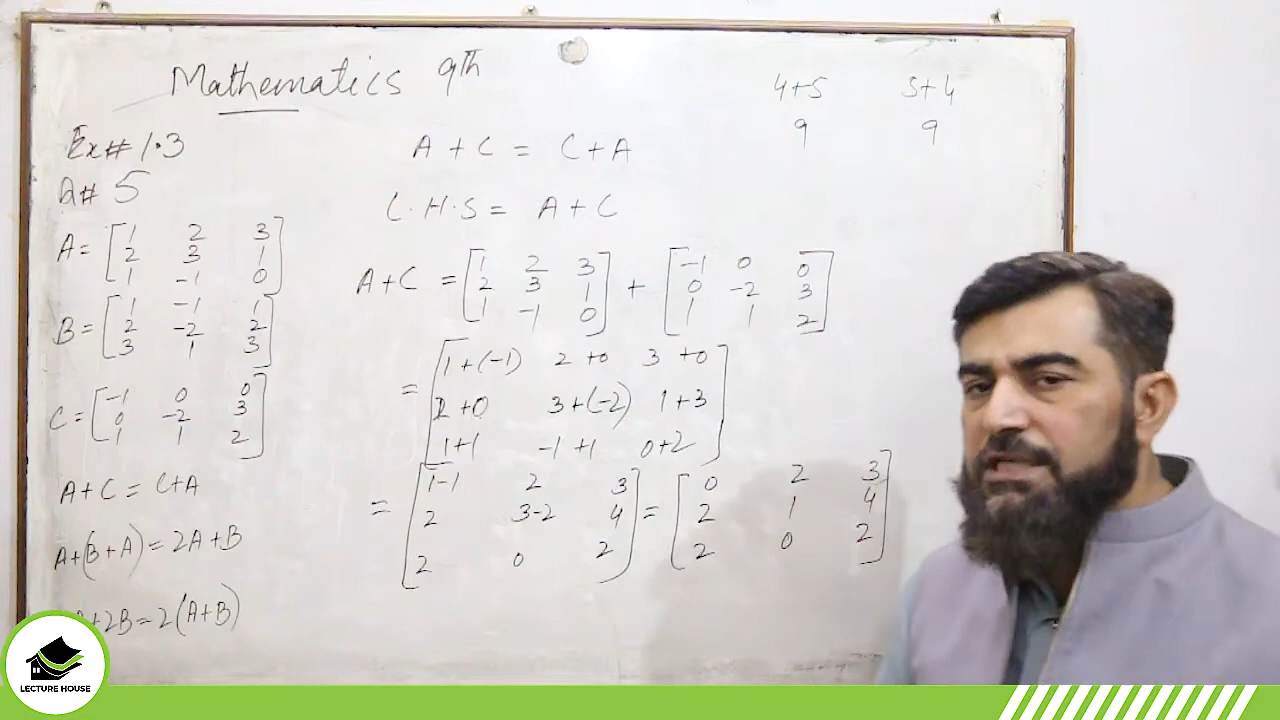 Mathematics 9th
4+5 5+4
9 9
Ex# 1.3
Q# 5
A = [1 2 3
2 3 1
1 -1 0]
B = [1 -1 1
2 -2 2
3 1 3]
C = [-1 0 0
0 -2 3
1 1 2]
A+C = C+A
A+(B+A) = 2A+B
+2B = 2(A+B)
A + C = C+A
L.H.S = A+C
A+C = [1 2 3 + [-1 0 0
2 3 1 0 -2 3
1 -1 0] 1 1 2]
= [1+(-1) 2+0 3+0
2+0 3+(-2) 1+3
1+1 -1+1 0+2]
= [1-1 2 3 = [0 2 3
2 3-2 4 2 1 4
2 0 2] 2 0 2]
LECTURE HOUSE